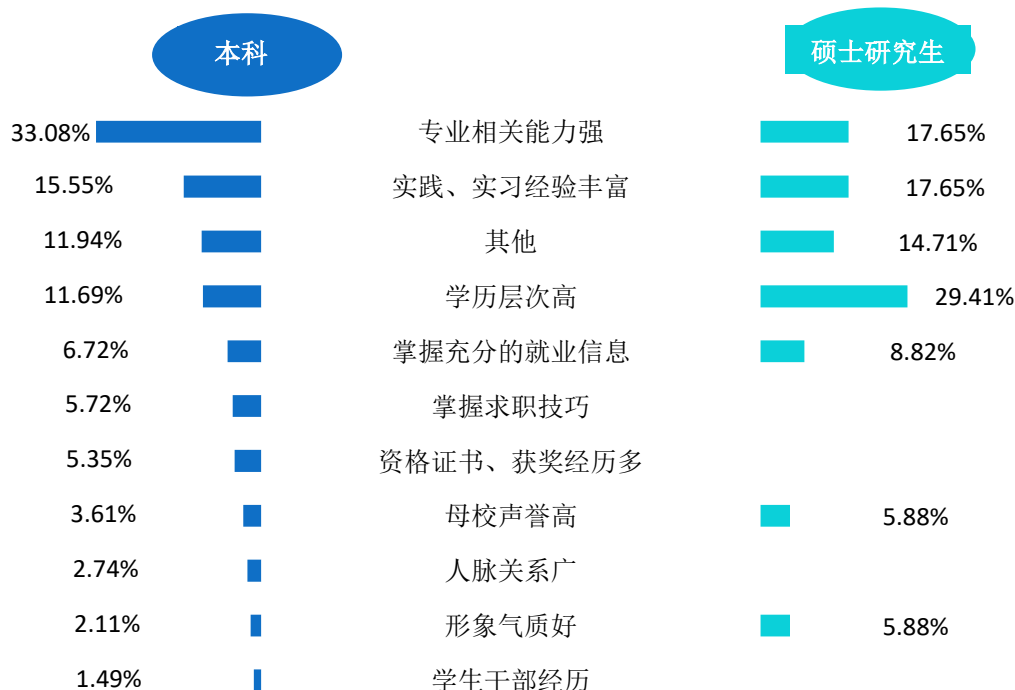 本科 硕士研究生
33.08% 专业相关能力强 17.65%
15.55% 实践、实习经验丰富 17.65%
11.94% 其他 14.71%
11.69% 学历层次高 29.41%
6.72% 掌握充分的就业信息 8.82%
5.72% 掌握求职技巧
5.35% 资格证书、获奖经历多
3.61% 母校声誉高 5.88%
2.74% 人脉关系广
2.11% 形象气质好 5.88%
1.49% 学生干部经历